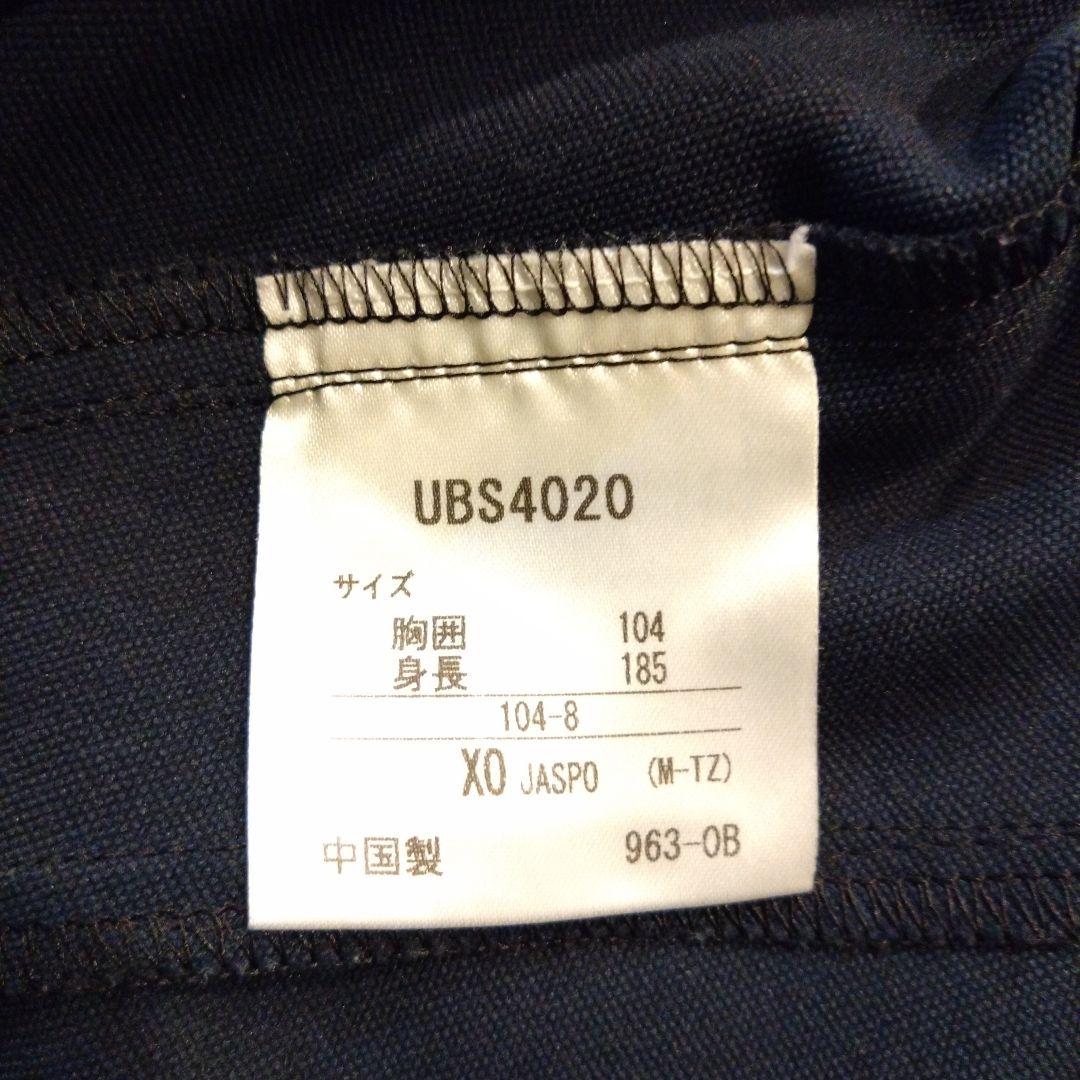 UBS4020
サイズ
胸囲 104
身長 185
104-8
XO JASPO (M-TZ)
中国製 963-OB